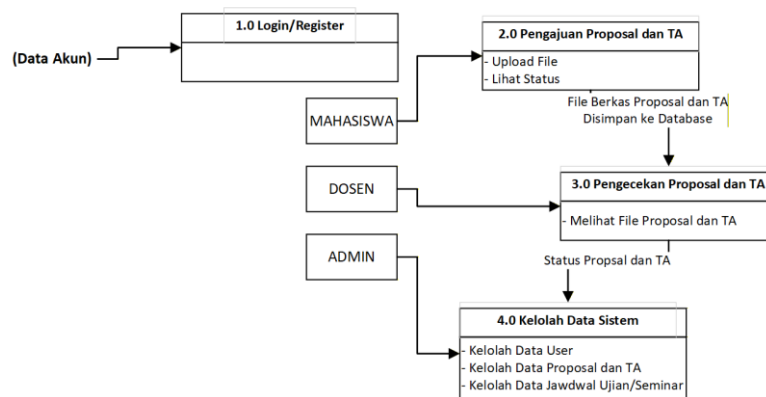 1.0 Login/Register
(Data Akun)
2.0 Pengajuan Proposal dan TA
- Upload File
- Lihat Status
MAHASISWA
File Berkas Proposal dan TA
Disimpan ke Database
3.0 Pengecekan Proposal dan TA
DOSEN
- Melihat File Proposal dan TA
ADMIN
Status Propsal dan TA
4.0 Kelolah Data Sistem
- Kelolah Data User
- Kelolah Data Proposal dan TA
- Kelolah Data Jawdwal Ujian/Seminar